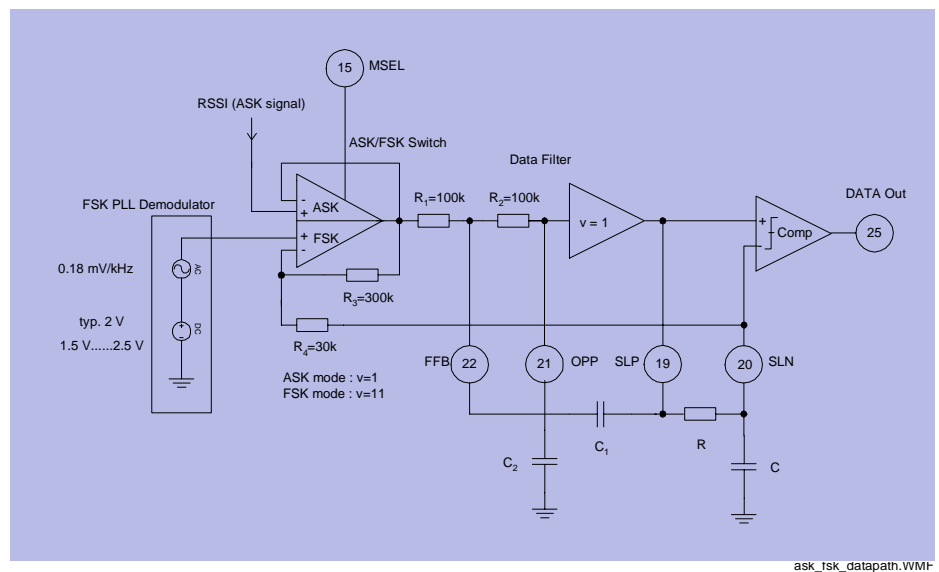 15 MSEL
RSSI (ASK signal)
ASK/FSK Switch
Data Filter
FSK PLL Demodulator
R1=100k
R2=100k
DATA Out
-
+
ASK
+
-
FSK
v = 1
+
-
Comp
25
0.18 mV/kHz
AC
R3=300k
typ. 2 V
1.5 V......2.5 V
+
-
DC
R4=30k
FFB 22
21 OPP
SLP 19
20 SLN
ASK mode : v=1
FSK mode : v=11
C1
R
C2
C
ask_fsk_datapath.WMF